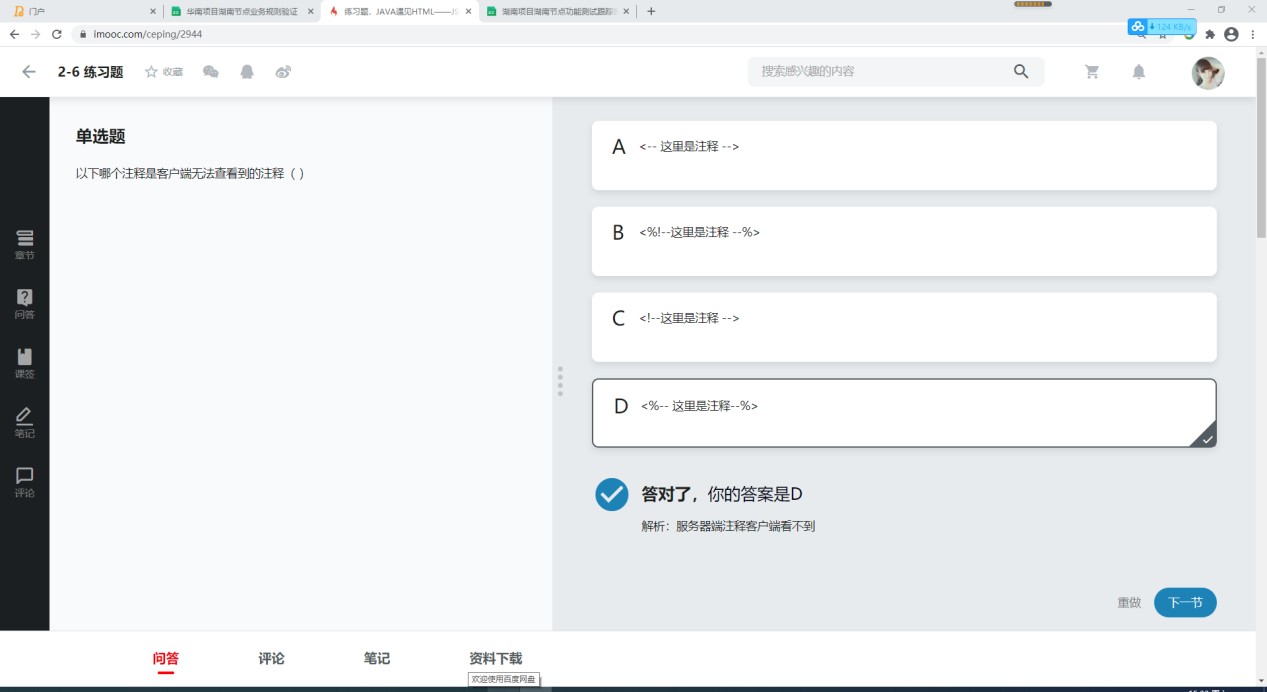 门户
华南项目湖南节点业务规则验证
练习题, JAVA遇见HTML——JS
湖南项目湖南节点功能测试跟踪
imooc.com/ceping/2944
124 KB/s
2-6 练习题
收藏
搜索感兴趣的内容
章节
问答
课签
笔记
评论
单选题
以下哪个注释是客户端无法查看到的注释（ ）
A <-- 这里是注释 -->
B <%!--这里是注释 --%>
C <!--这里是注释 -->
D <%-- 这里是注释--%>
答对了，你的答案是D
解析：服务器端注释客户端看不到
重做
下一节
问答
评论
笔记
资料下载
欢迎使用百度网盘